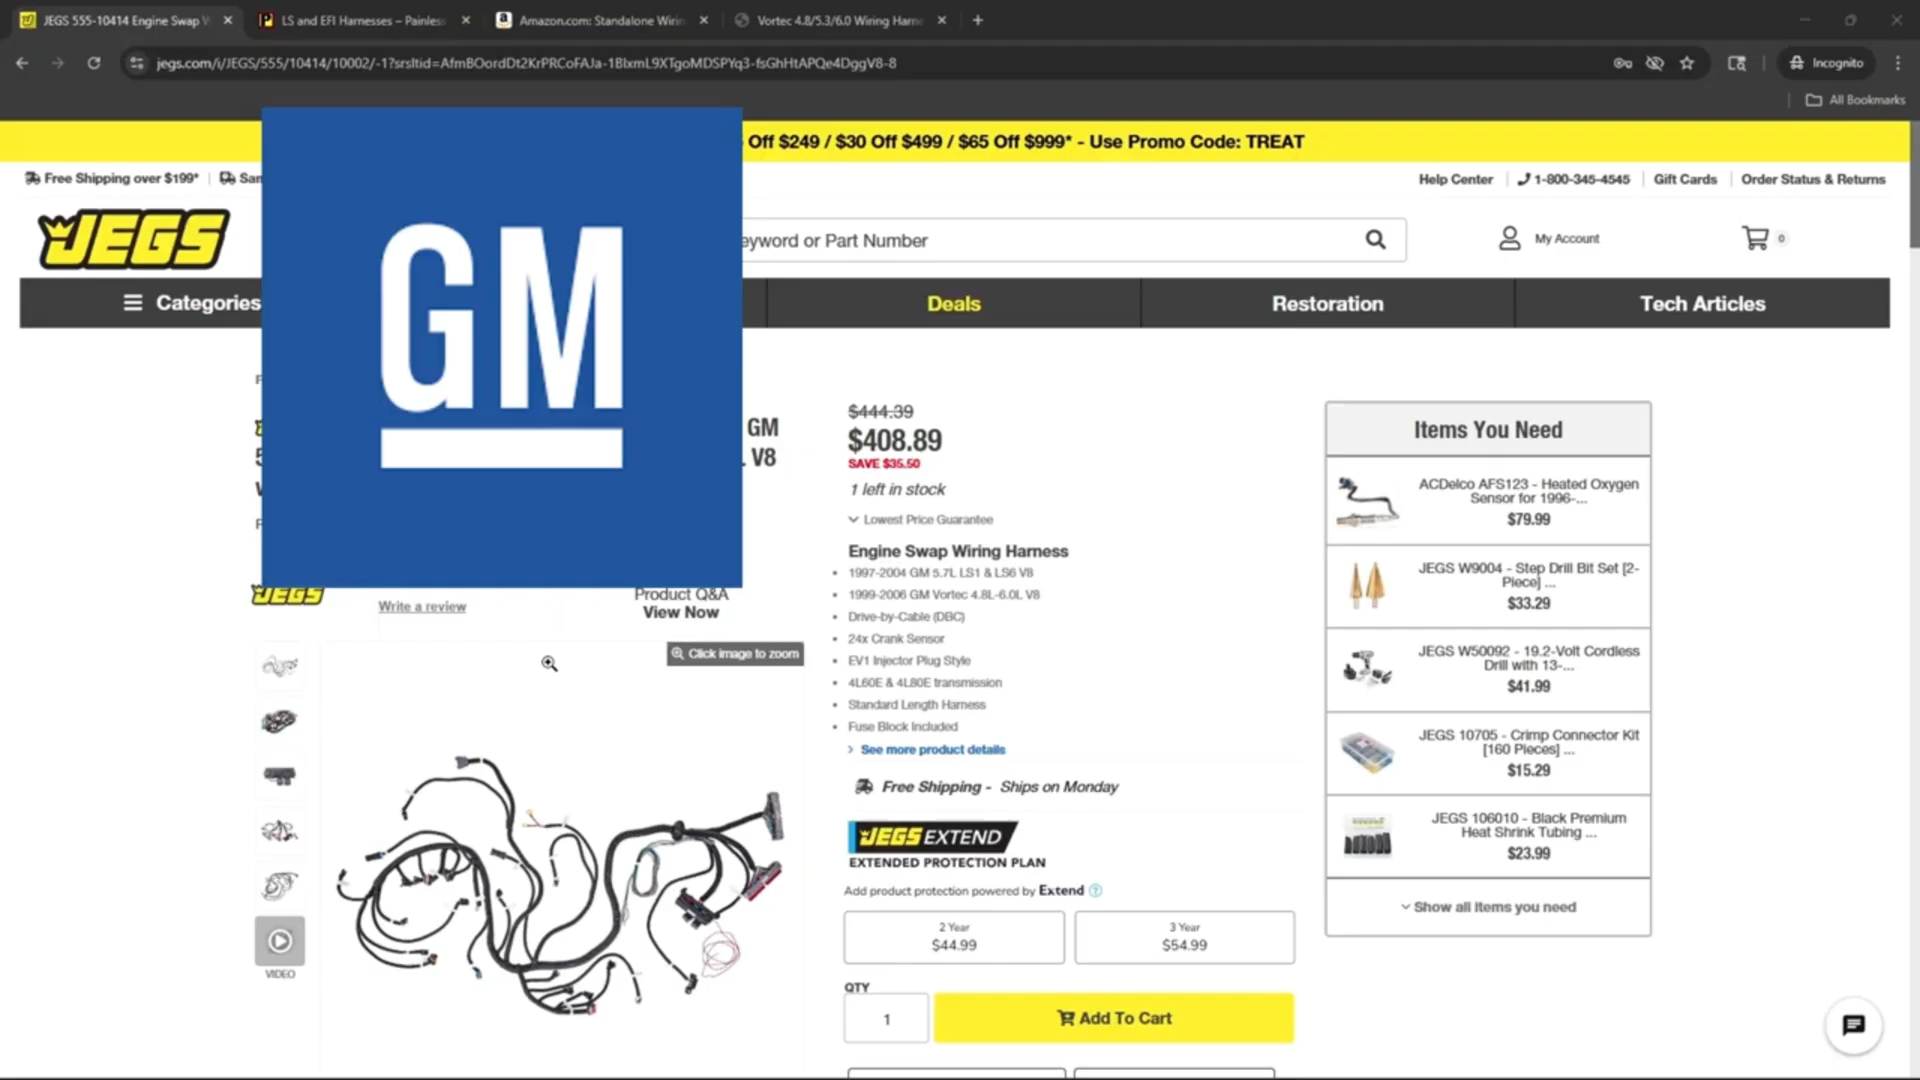 JEGS 555-10414 Engine Swap
LS and EFI Harnesses – Painless
Amazon.com: Standalone Wirin
Vortec 4.8/5.3/6.0 Wiring Harn
jegs.com/i/JEGS/555/10414/10002/-1?srsltid=AfmBOordDt2KrPRCoFAJa-1BlxmL9XTgoMDSPYq3-fsGhHtAPQe4DggV8-8
Incognito
All Bookmarks
Off $249 / $30 Off $499 / $65 Off $999* - Use Promo Code: TREAT
Free Shipping over $199*
Help Center
1-800-345-4545
Gift Cards
Order Status & Returns
JEGS
eyword or Part Number
My Account
0
Categories
Deals
Restoration
Tech Articles
GM
GM
V8
JEGS
Write a review
Product Q&A
View Now
Click image to zoom
VIDEO
$444.39
$408.89
SAVE $35.50
1 left in stock
Lowest Price Guarantee
Engine Swap Wiring Harness
1997-2004 GM 5.7L LS1 & LS6 V8
1999-2006 GM Vortec 4.8L-6.0L V8
Drive-by-Cable (DBC)
24x Crank Sensor
EV1 Injector Plug Style
4L60E & 4L80E transmission
Standard Length Harness
Fuse Block Included
See more product details
Free Shipping - Ships on Monday
JEGS EXTEND
EXTENDED PROTECTION PLAN
Add product protection powered by Extend
2 Year
$44.99
3 Year
$54.99
QTY
1
Add To Cart
Items You Need
ACDelco AFS123 - Heated Oxygen
Sensor for 1996-...
$79.99
JEGS W9004 - Step Drill Bit Set [2-
Piece] ...
$33.29
JEGS W50092 - 19.2-Volt Cordless
Drill with 13-...
$41.99
JEGS 10705 - Crimp Connector Kit
[160 Pieces] ...
$15.29
JEGS 106010 - Black Premium
Heat Shrink Tubing ...
$23.99
Show all items you need